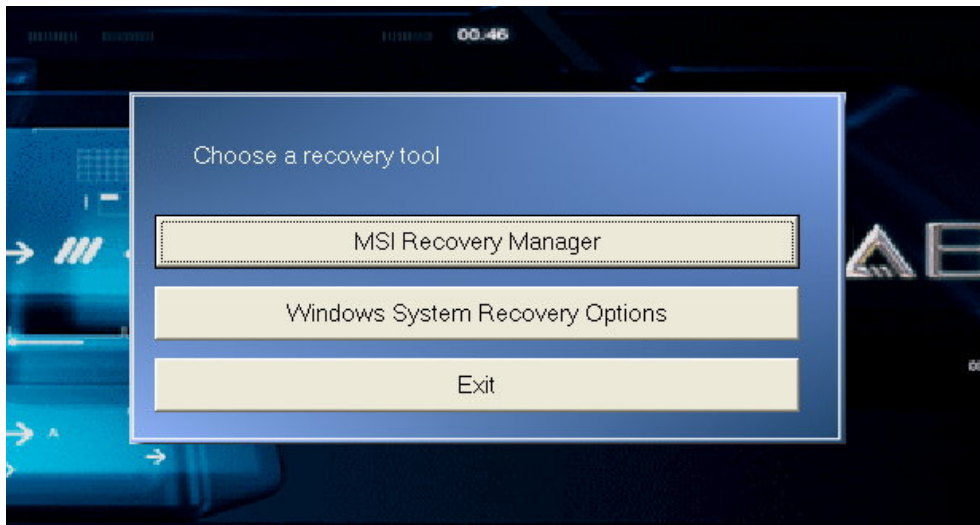 00:46
Choose a recovery tool
MSI Recovery Manager
Windows System Recovery Options
Exit